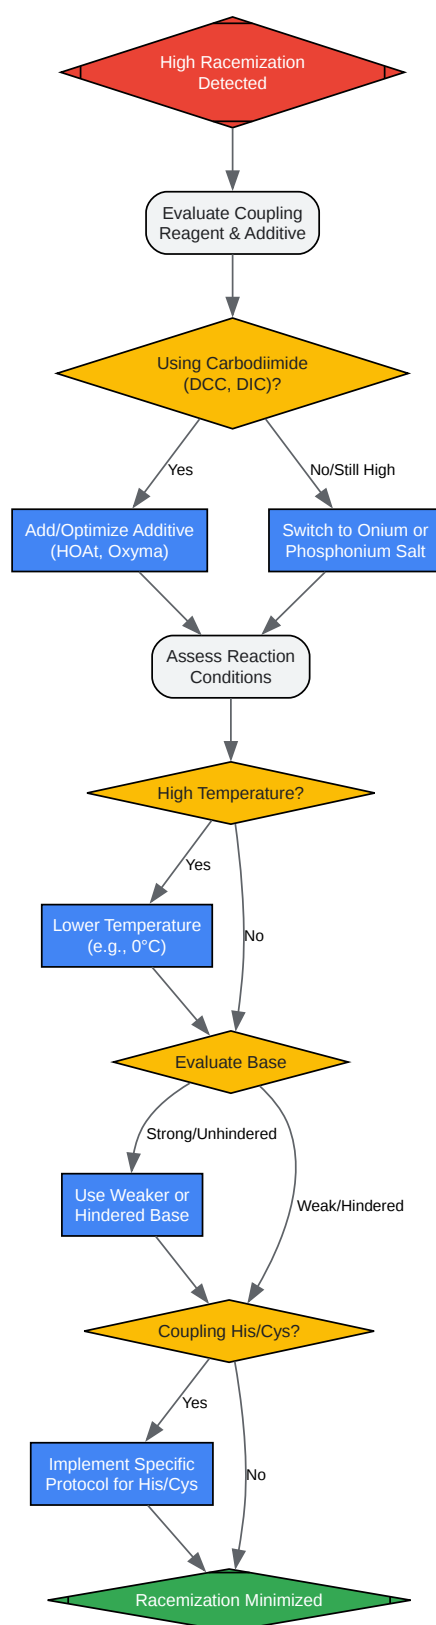 High Racemization
Detected
Evaluate Coupling
Reagent & Additive
Using Carbodiimide
(DCC, DIC)?
Yes
No/Still High
Add/Optimize Additive
(HOAt, Oxyma)
Switch to Onium or
Phosphonium Salt
Assess Reaction
Conditions
High Temperature?
Yes
Lower Temperature
(e.g., 0°C)
No
Evaluate Base
Strong/Unhindered
Use Weaker or
Hindered Base
Weak/Hindered
Coupling His/Cys?
Yes
Implement Specific
Protocol for His/Cys
No
Racemization Minimized